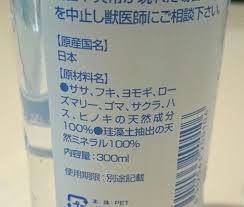 を中止し獣医師にご相談下さい
【原産国名】
日本
【原材料名】
●ササ、フキ、ヨモギ、ロー
ズマリー、ゴマ、サクラ、ハ
ス、ヒノキの天然成分
100%●珪藻土抽出の天
然ミネラル100%
内容量:300ml
使用期限:別途記載
本体:PET